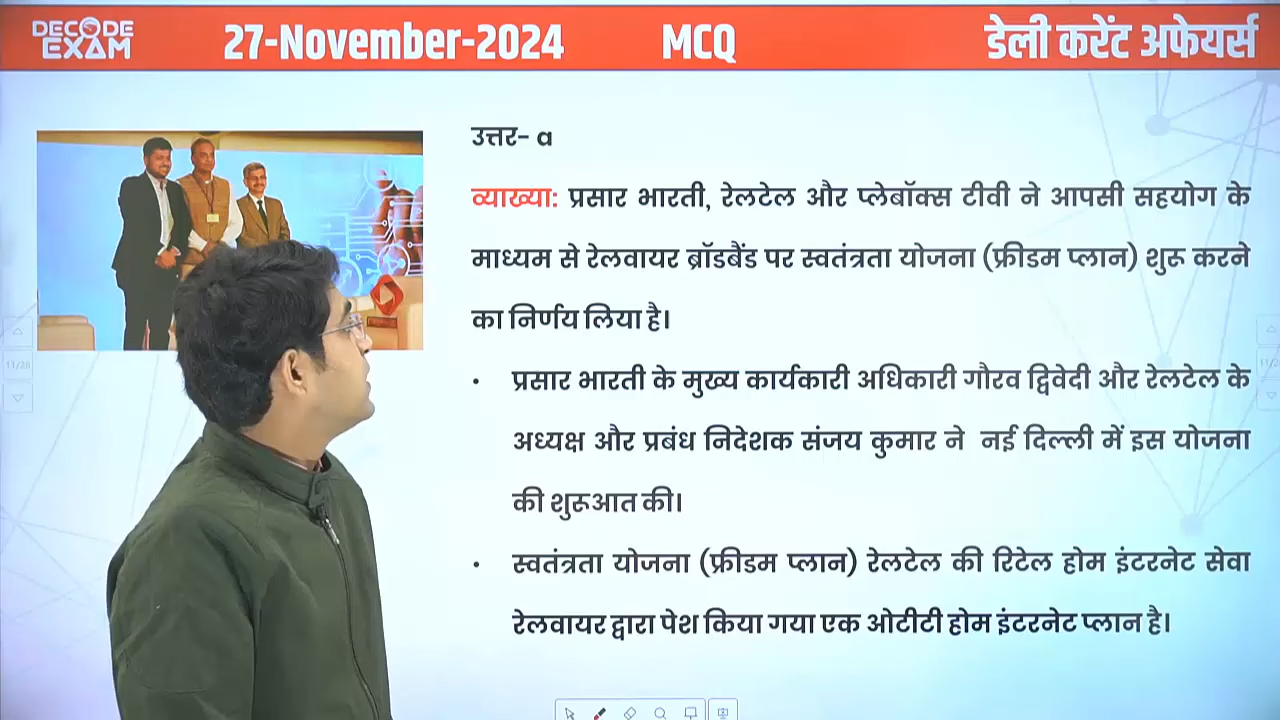 DECODE EXAM
27-November-2024 MCQ डेली करेंट अफेयर्स
उत्तर- a
व्याख्या: प्रसार भारती, रेलटेल और प्लेबॉक्स टीवी ने आपसी सहयोग के
माध्यम से रेलवायर ब्रॉडबैंड पर स्वतंत्रता योजना (फ्रीडम प्लान) शुरू करने
का निर्णय लिया है।
• प्रसार भारती के मुख्य कार्यकारी अधिकारी गौरव द्विवेदी और रेलटेल के
अध्यक्ष और प्रबंध निदेशक संजय कुमार ने नई दिल्ली में इस योजना
की शुरूआत की।
• स्वतंत्रता योजना (फ्रीडम प्लान) रेलटेल की रिटेल होम इंटरनेट सेवा
रेलवायर द्वारा पेश किया गया एक ओटीटी होम इंटरनेट प्लान है।
11/28